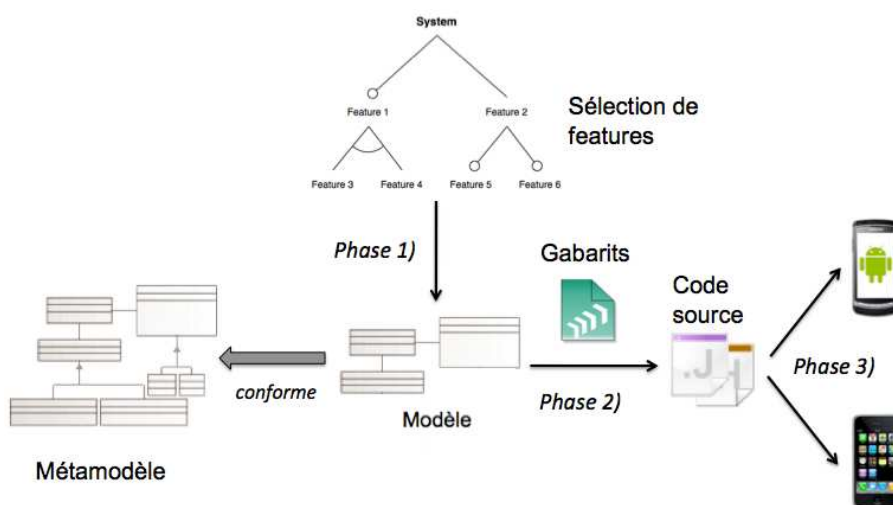 System
Feature 1
Feature 2
Sélection de
features
Feature 3
Feature 4
Feature 5
Feature 6
Phase 1)
Gabarits
Code
source
.J
conforme
Phase 2)
Phase 3)
Modèle
Métamodèle